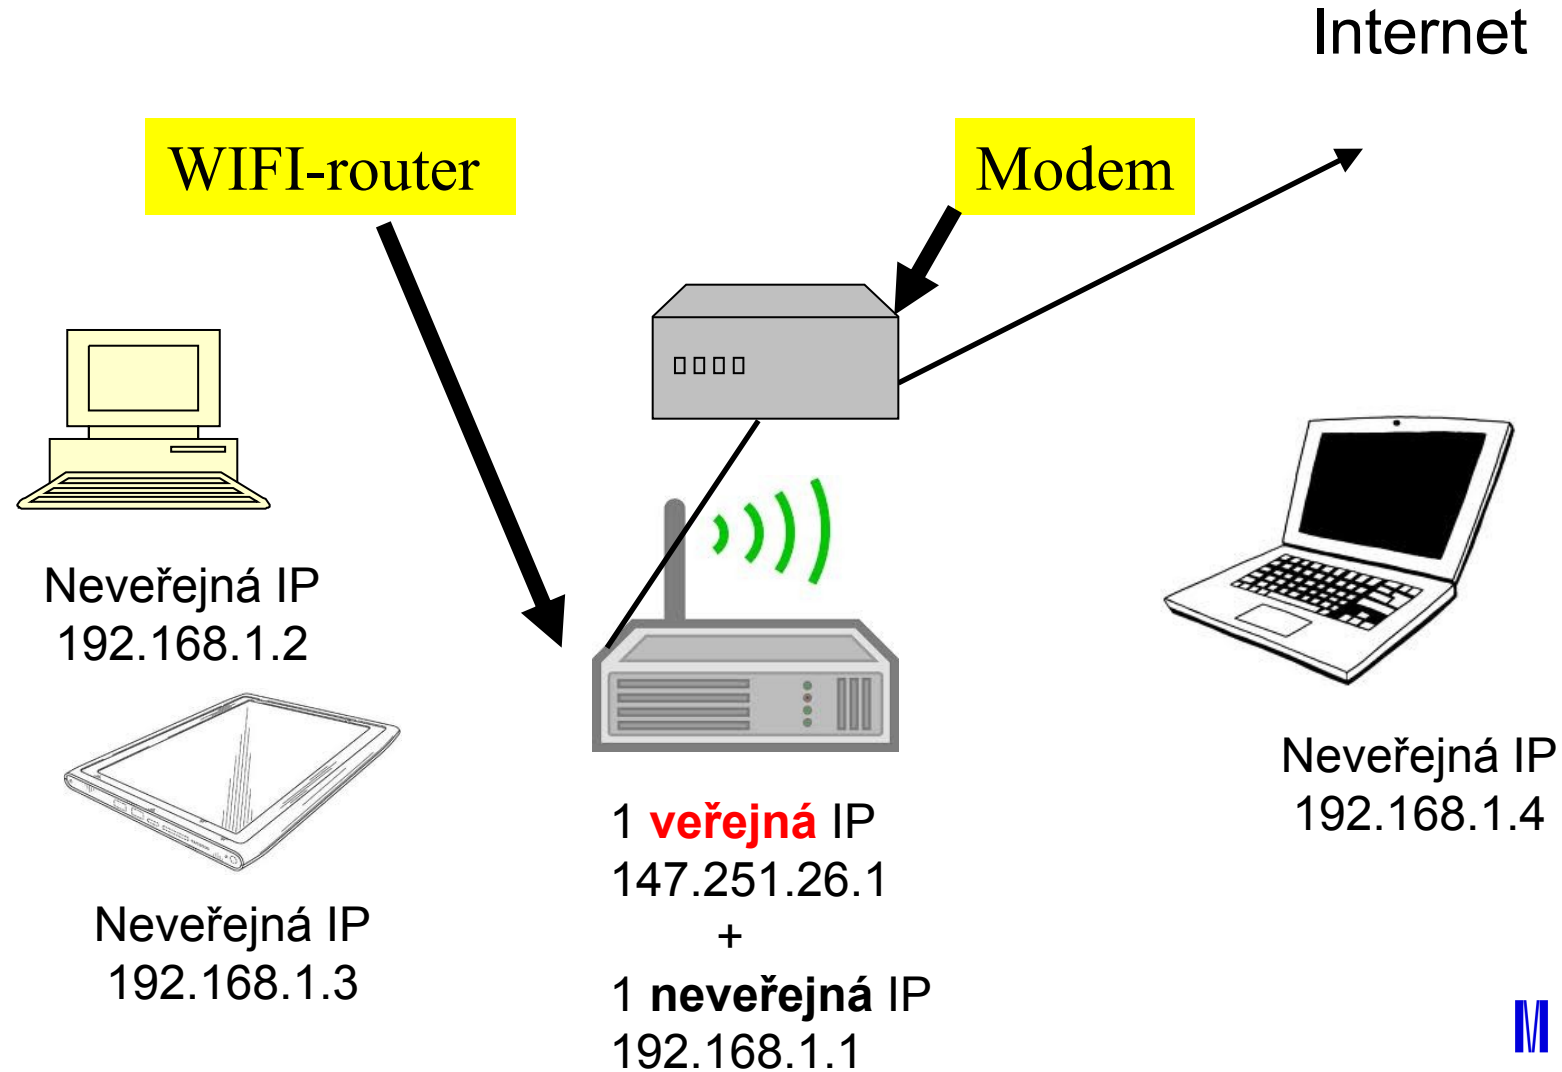 Internet
WIFI-router
Modem
Neveřejná IP
192.168.1.2
Neveřejná IP
192.168.1.3
1 veřejná IP
147.251.26.1
+
1 neveřejná IP
192.168.1.1
Neveřejná IP
192.168.1.4
M